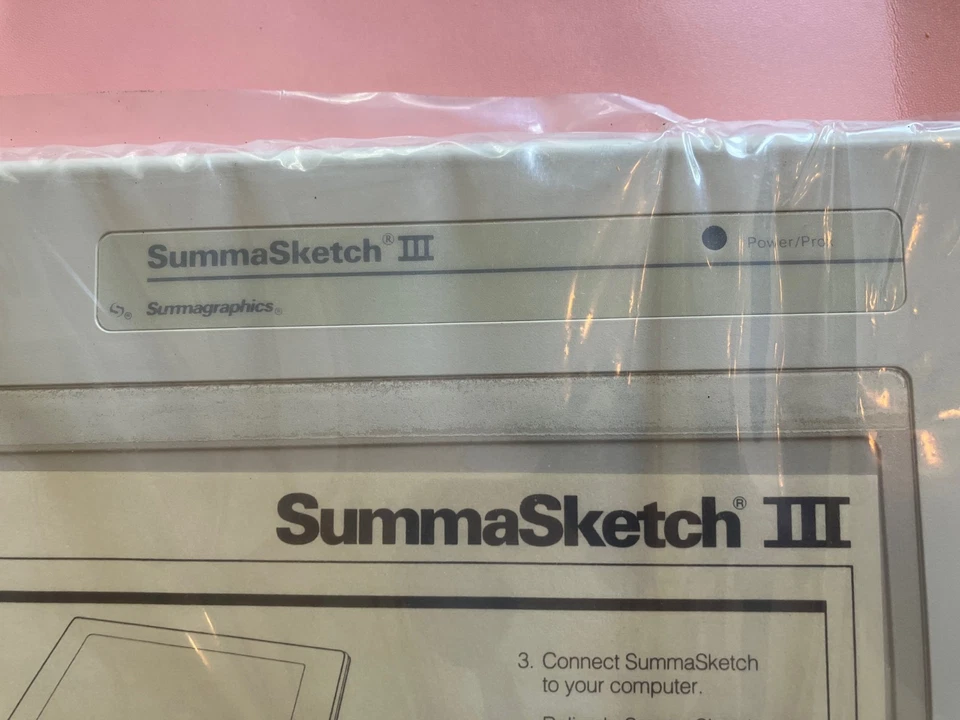 SummaSketch® III
Power/Pro
S®
Summagraphics®
SummaSketch® III
3. Connect SummaSketch
to your computer.